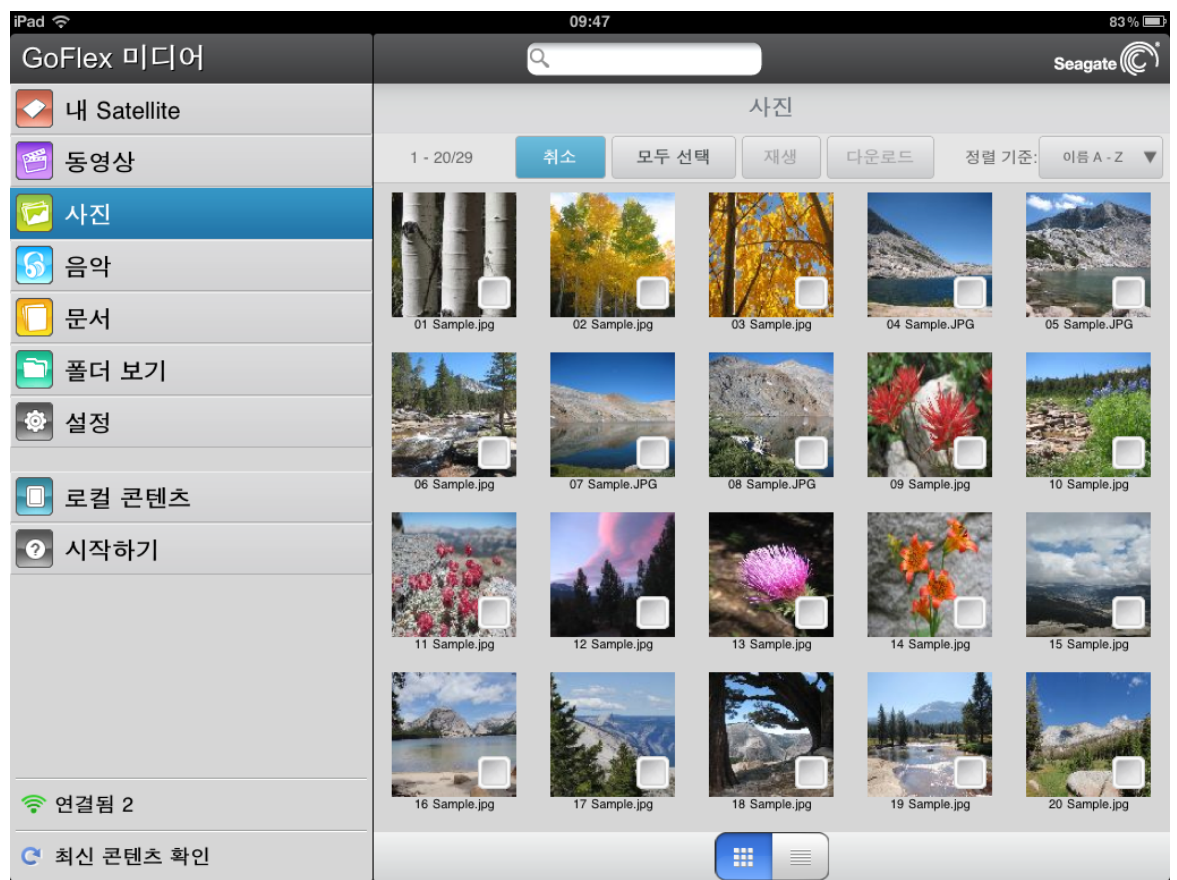 iPad 09:47 83%
GoFlex 미디어
Seagate
내 Satellite
동영상
사진
음악
문서
폴더 보기
설정
로컬 콘텐츠
시작하기
연결됨 2
최신 콘텐츠 확인
사진
1 - 20/29 취소 모두 선택 재생 다운로드 정렬 기준: 이름 A - Z ▼
01 Sample.jpg 02 Sample.jpg 03 Sample.jpg 04 Sample.JPG 05 Sample.JPG
06 Sample.jpg 07 Sample.JPG 08 Sample.JPG 09 Sample.jpg 10 Sample.jpg
11 Sample.jpg 12 Sample.jpg 13 Sample.jpg 14 Sample.jpg 15 Sample.jpg
16 Sample.jpg 17 Sample.jpg 18 Sample.jpg 19 Sample.jpg 20 Sample.jpg